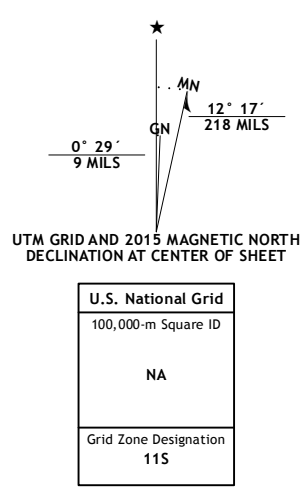 MN
GN
12° 17´
218 MILS
0° 29´
9 MILS
UTM GRID AND 2015 MAGNETIC NORTH
DECLINATION AT CENTER OF SHEET
U.S. National Grid
100,000-m Square ID
NA
Grid Zone Designation
11S